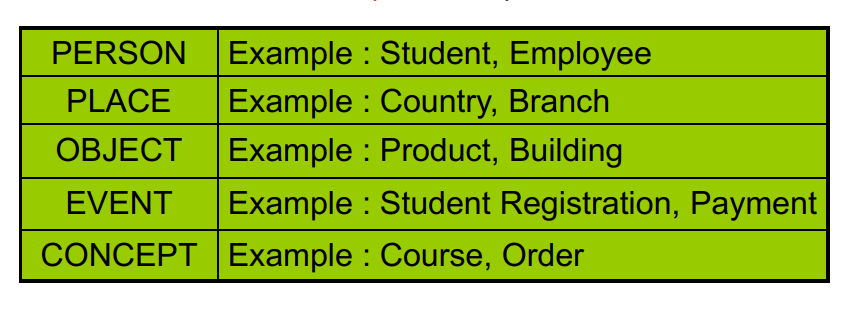 PERSON Example : Student, Employee
PLACE Example : Country, Branch
OBJECT Example : Product, Building
EVENT Example : Student Registration, Payment
CONCEPT Example : Course, Order